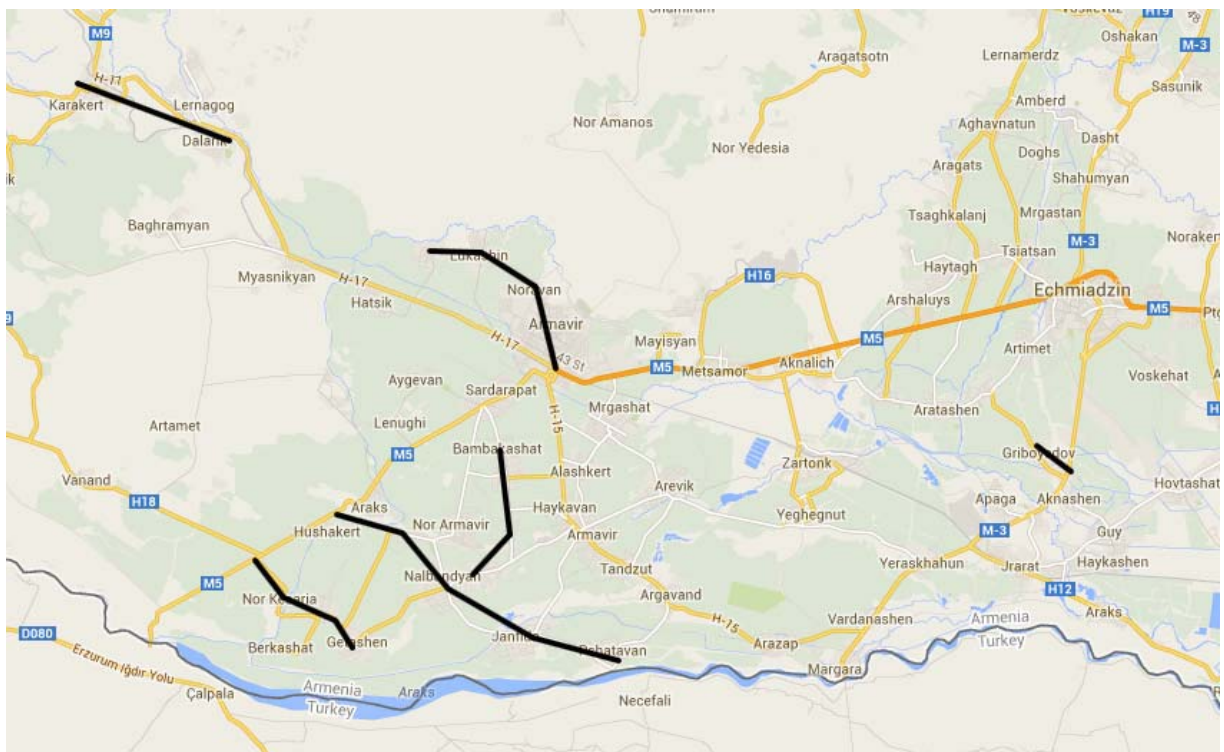 M9
H-17
Karakert
Lernagog
Aragatsotn
Nor Amanos
Nor Yedesia
Lernamerdz
H19
48
Oshakan
M-3
Sasunik
Amberd
Aghavnatun
Dasht
Doghs
Aragats
Shahumyan
Baghramyan
Tsaghkalanj
Mrgastan
Tsiatsan
M-3
Norakert
Myasnikyan
H-17
Hatsik
H16
Haytagh
Arshaluys
Echmiadzin
M5
Armavir
H-17
43 St
Mayisyan
M5
Metsamor
Aknalich
M5
Artimet
Voskehat
Aygevan
Sardarapat
Mrgashat
H-15
Aratashen
Artamet
Lenughi
M5
Bambakashat
Alashkert
Zartonk
Vanand
H18
Araks
Hushakert
Nor Armavir
Haykavan
Arevik
Armavir
Yeghegnut
Apaga
Aknashen
Hovtashat
M-3
Guy
M5
Tandzut
Yeraskhahun
Jrarat
Haykashen
H12
Argavand
H-15
Araks
D080
Erzurum Iğdır Yolu
Berkashat
Arazap
Vardanashen
Margara
Armenia
Turkey
Çalpala
Armenia
Turkey
Araks
Necefali